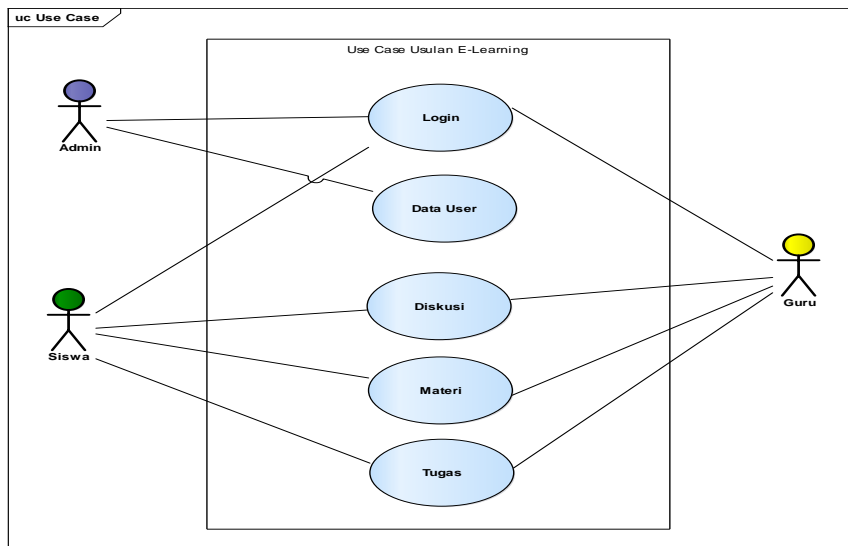 uc Use Case
Use Case Usulan E-Learning
Login
Admin
Data User
Guru
Diskusi
Siswa
Materi
Tugas